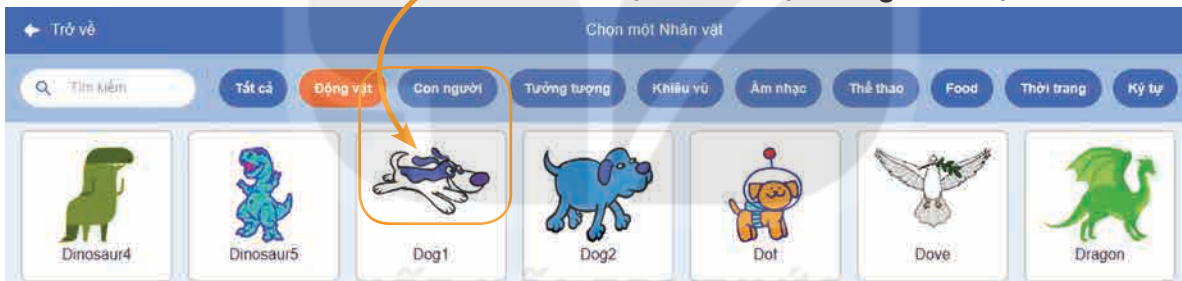 Trở về
Chọn một Nhân vật
Tìm kiếm
Tất cả
Động vật
Con người
Tưởng tượng
Khiêu vũ
Âm nhạc
Thể thao
Food
Thời trang
Ký tự
Dinosaur4
Dinosaur5
Dog1
Dog2
Dot
Dove
Dragon